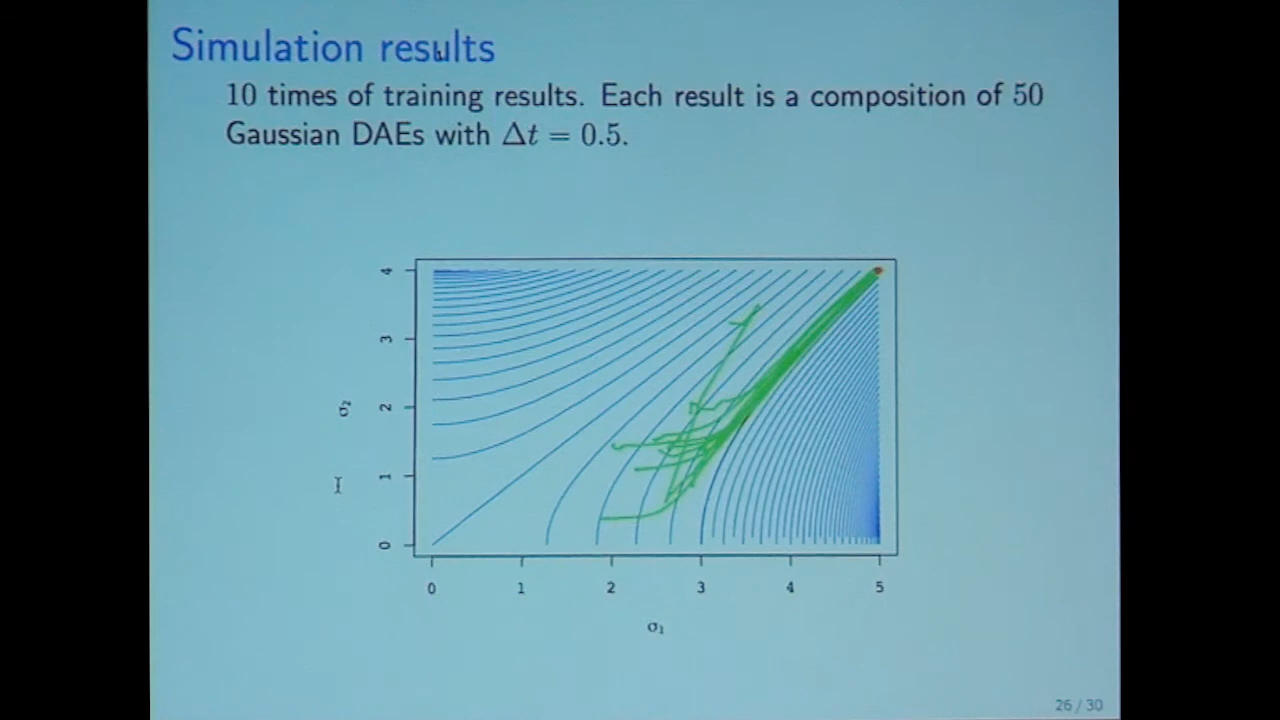 Simulation results
10 times of training results. Each result is a composition of 50
Gaussian DAEs with Δt = 0.5.
4
3
2
σ₂
1
0
0 1 2 3 4 5
σ₁
26 / 30